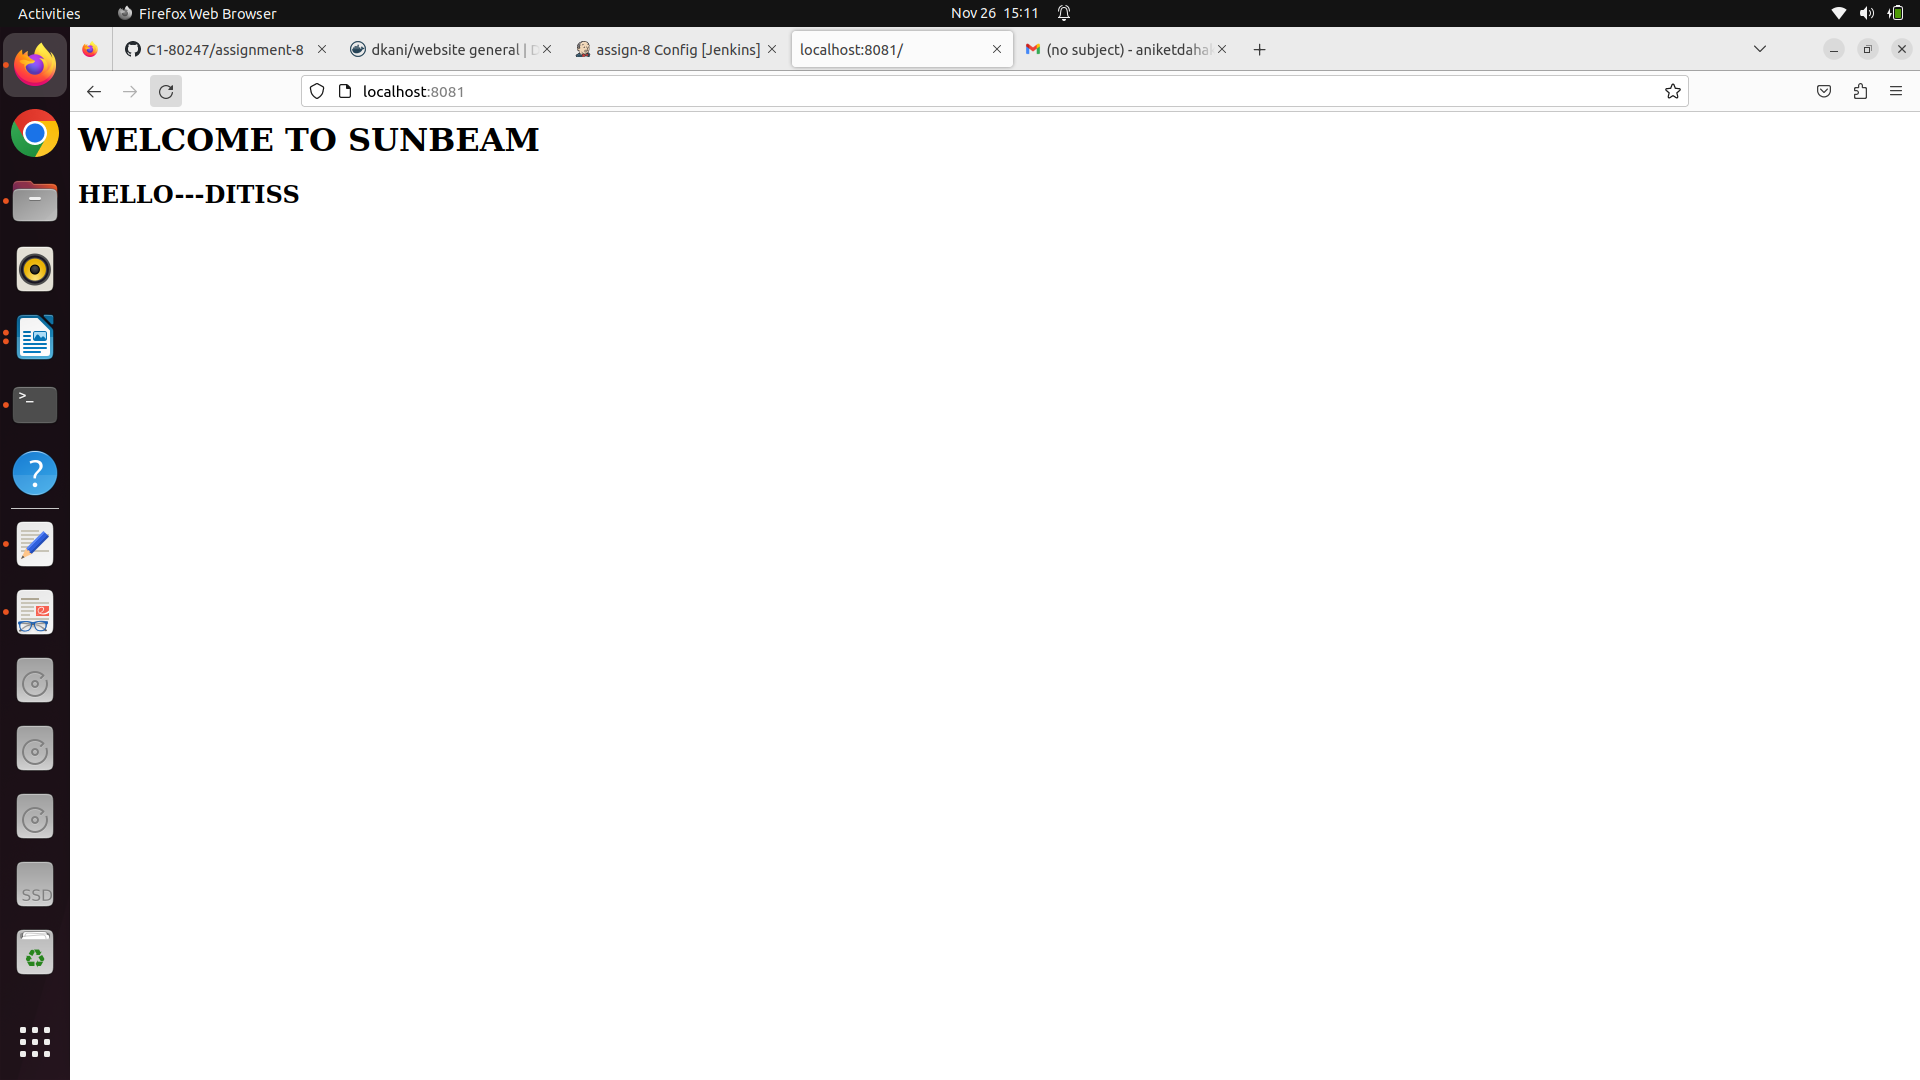 Activities
Firefox Web Browser
Nov 26 15:11
C1-80247/assignment-8
dkani/website general |
assign-8 Config [Jenkins]
localhost:8081/
(no subject) - aniketdahak
localhost:8081
WELCOME TO SUNBEAM
HELLO---DITISS
>_
?
SSD